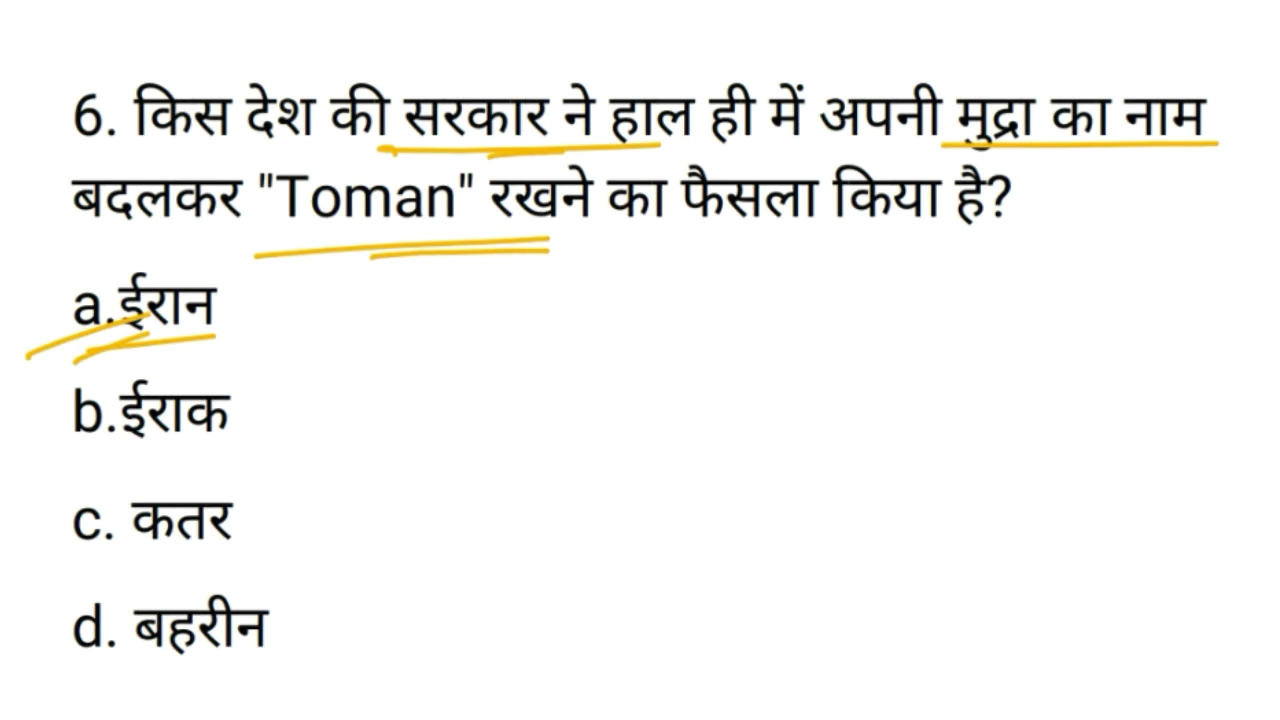 6. किस देश की सरकार ने हाल ही में अपनी मुद्रा का नाम
बदलकर "Toman" रखने का फैसला किया है?
a.ईरान
b.ईराक
c. कतर
d. बहरीन